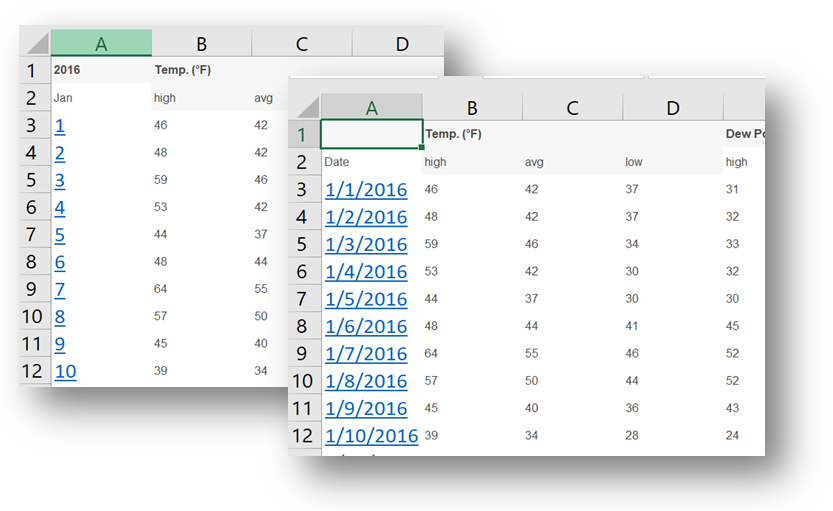 A B C D
1 2016 Temp. (°F)
2 Jan high avg
3 1 46 42
4 2 48 42
5 3 59 46
6 4 53 42
7 5 44 37
8 6 48 44
9 7 64 55
10 8 57 50
11 9 45 40
12 10 39 34
A B C D
1 Temp. (°F) Dew
2 Date high avg low high
3 1/1/2016 46 42 37 31
4 1/2/2016 48 42 37 32
5 1/3/2016 59 46 34 33
6 1/4/2016 53 42 30 32
7 1/5/2016 44 37 30 30
8 1/6/2016 48 44 41 45
9 1/7/2016 64 55 46 52
10 1/8/2016 57 50 44 52
11 1/9/2016 45 40 36 43
12 1/10/2016 39 34 28 24